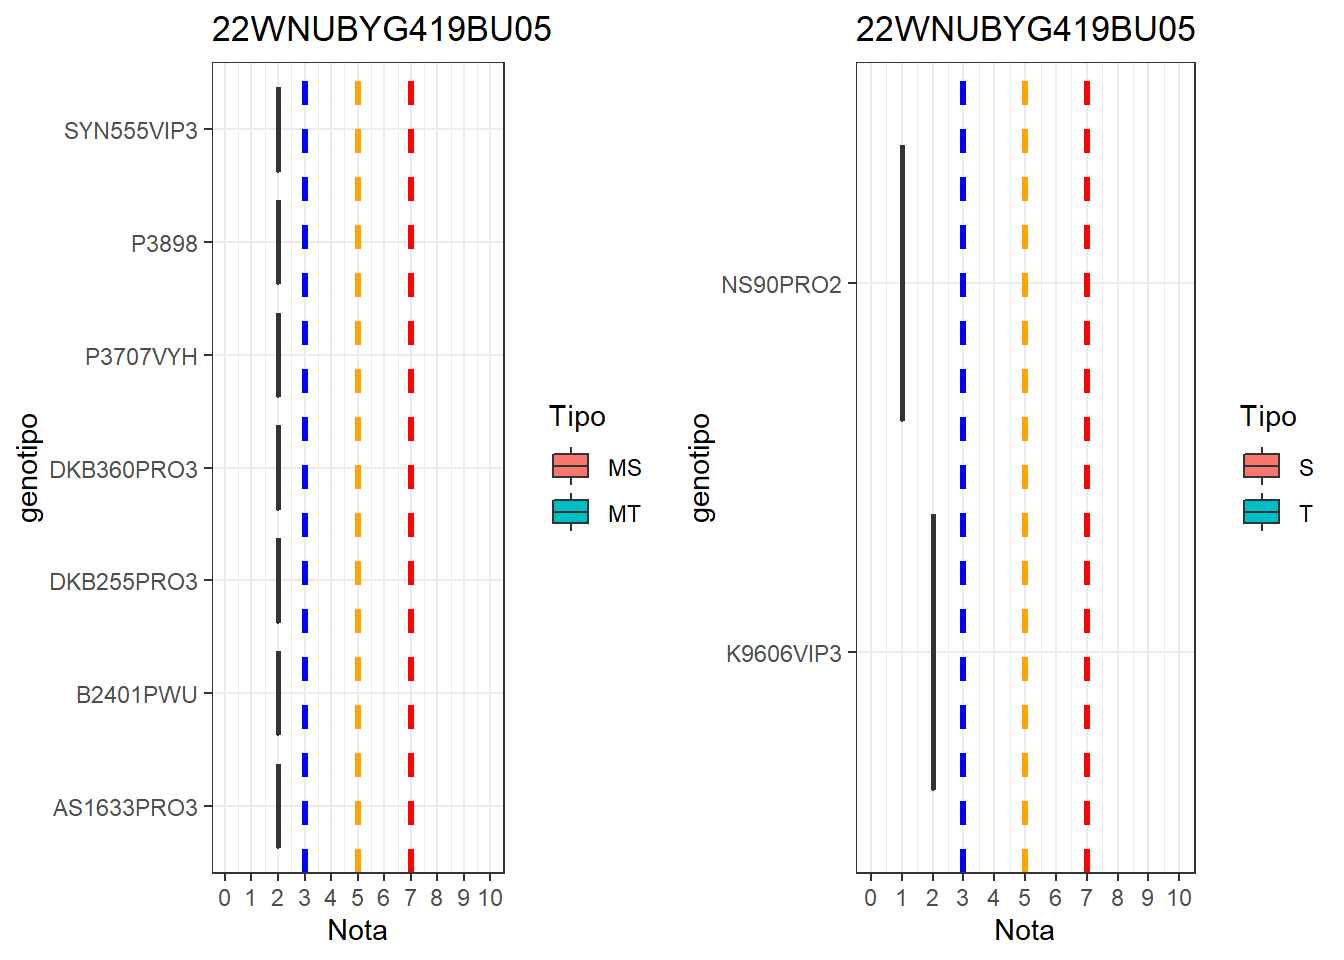 22WNUBYG419BU05
SYN555VIP3
P3898
P3707VYH
DKB360PRO3
DKB255PRO3
B2401PWU
AS1633PRO3
genotipo
0 1 2 3 4 5 6 7 8 9 10
Nota
Tipo
MS
MT
22WNUBYG419BU05
NS90PRO2
K9606VIP3
genotipo
0 1 2 3 4 5 6 7 8 9 10
Nota
Tipo
S
T